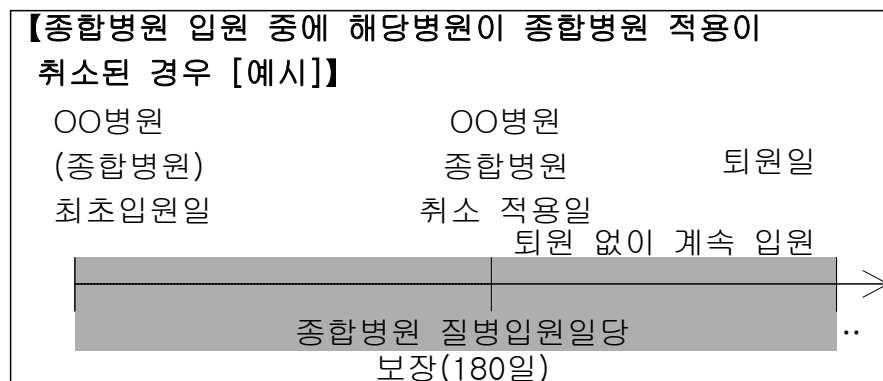 【종합병원 입원 중에 해당병원이 종합병원 적용이
취소된 경우 [예시]】
OO병원 OO병원
(종합병원) 종합병원 퇴원일
최초입원일 취소 적용일
퇴원 없이 계속 입원
종합병원 질병입원일당 ..
보장(180일)